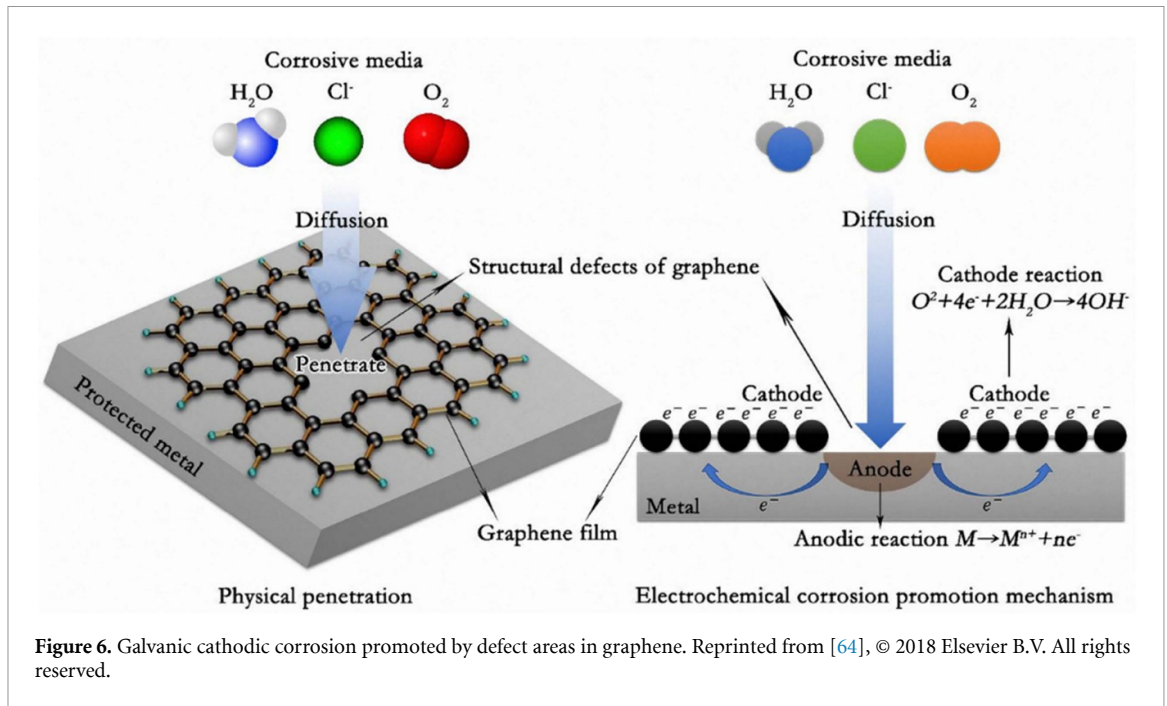 Corrosive media
H₂O Cl⁻ O₂
Diffusion
Penetrate
Protected metal
Structural defects of graphene
Graphene film
Physical penetration
Corrosive media
H₂O Cl⁻ O₂
Diffusion
Cathode reaction
O²+4e⁻+2H₂O→4OH⁻
Cathode
e⁻ e⁻ e⁻ e⁻ e⁻ e⁻
Cathode
e⁻ e⁻ e⁻ e⁻ e⁻ e⁻
Anode
e⁻
e⁻
Metal
Anodic reaction M→Mⁿ⁺+ne⁻
Electrochemical corrosion promotion mechanism
Figure 6. Galvanic cathodic corrosion promoted by defect areas in graphene. Reprinted from [64], © 2018 Elsevier B.V. All rights
reserved.